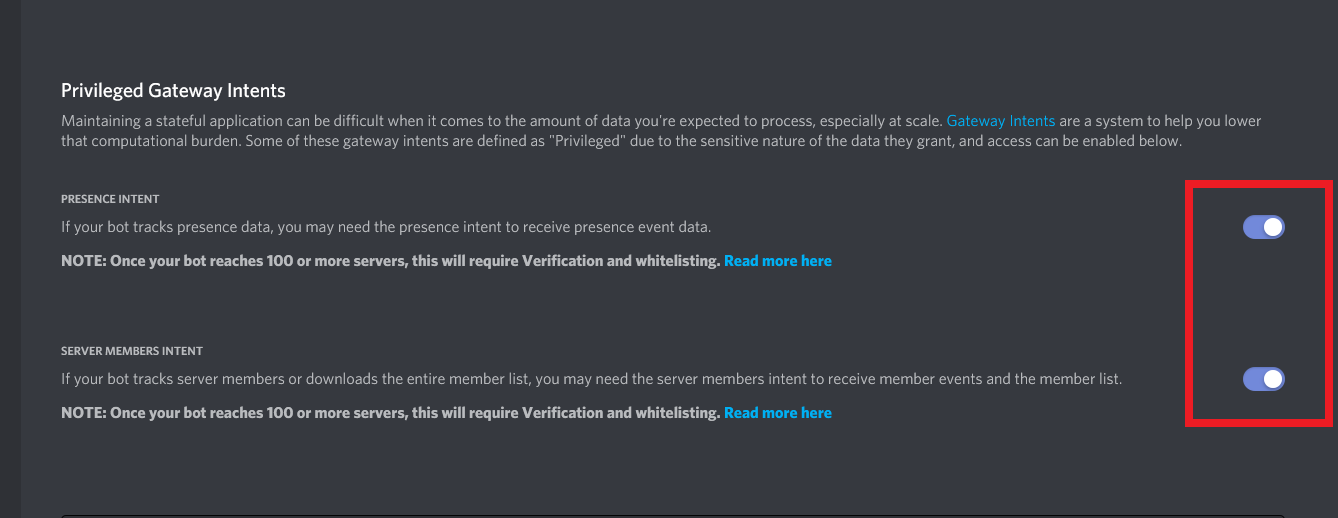 Privileged Gateway Intents
Maintaining a stateful application can be difficult when it comes to the amount of data you're expected to process, especially at scale. Gateway Intents are a system to help you lower
that computational burden. Some of these gateway intents are defined as "Privileged" due to the sensitive nature of the data they grant, and access can be enabled below.
PRESENCE INTENT
If your bot tracks presence data, you may need the presence intent to receive presence event data.
NOTE: Once your bot reaches 100 or more servers, this will require Verification and whitelisting. Read more here
SERVER MEMBERS INTENT
If your bot tracks server members or downloads the entire member list, you may need the server members intent to receive member events and the member list.
NOTE: Once your bot reaches 100 or more servers, this will require Verification and whitelisting. Read more here